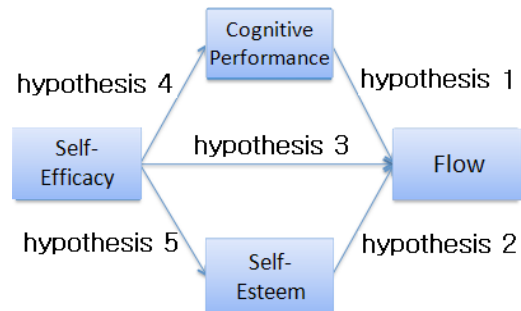 Cognitive
Performance
hypothesis 4
hypothesis 1
Self-
Efficacy
hypothesis 3
Flow
hypothesis 5
hypothesis 2
Self-
Esteem